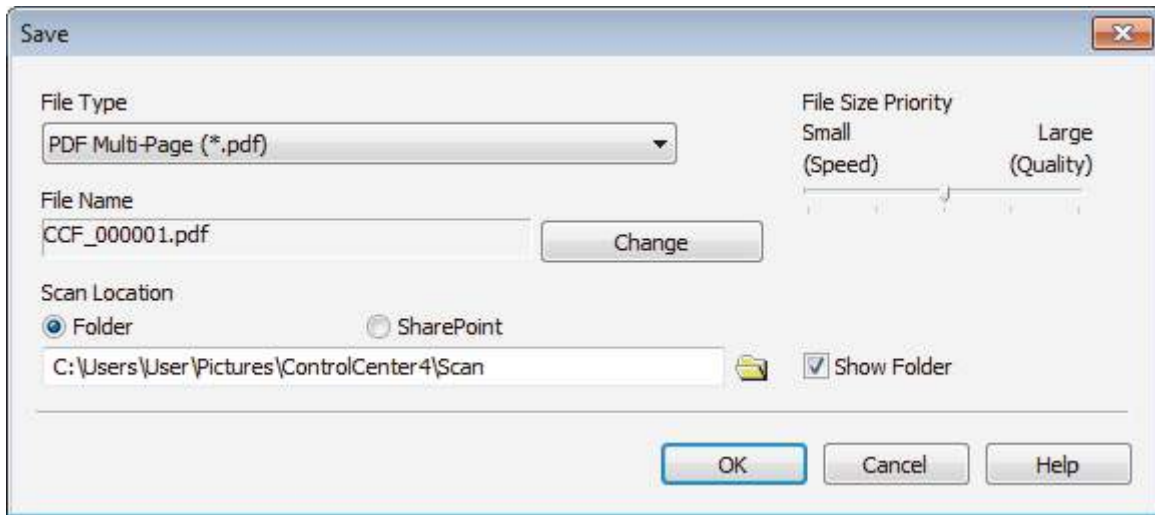 Save
File Type
PDF Multi-Page (*.pdf)
File Name
CCF_000001.pdf
Change
File Size Priority
Small Large
(Speed) (Quality)
Scan Location
Folder SharePoint
C:\Users\User\Pictures\ControlCenter4\Scan
Show Folder
OK Cancel Help